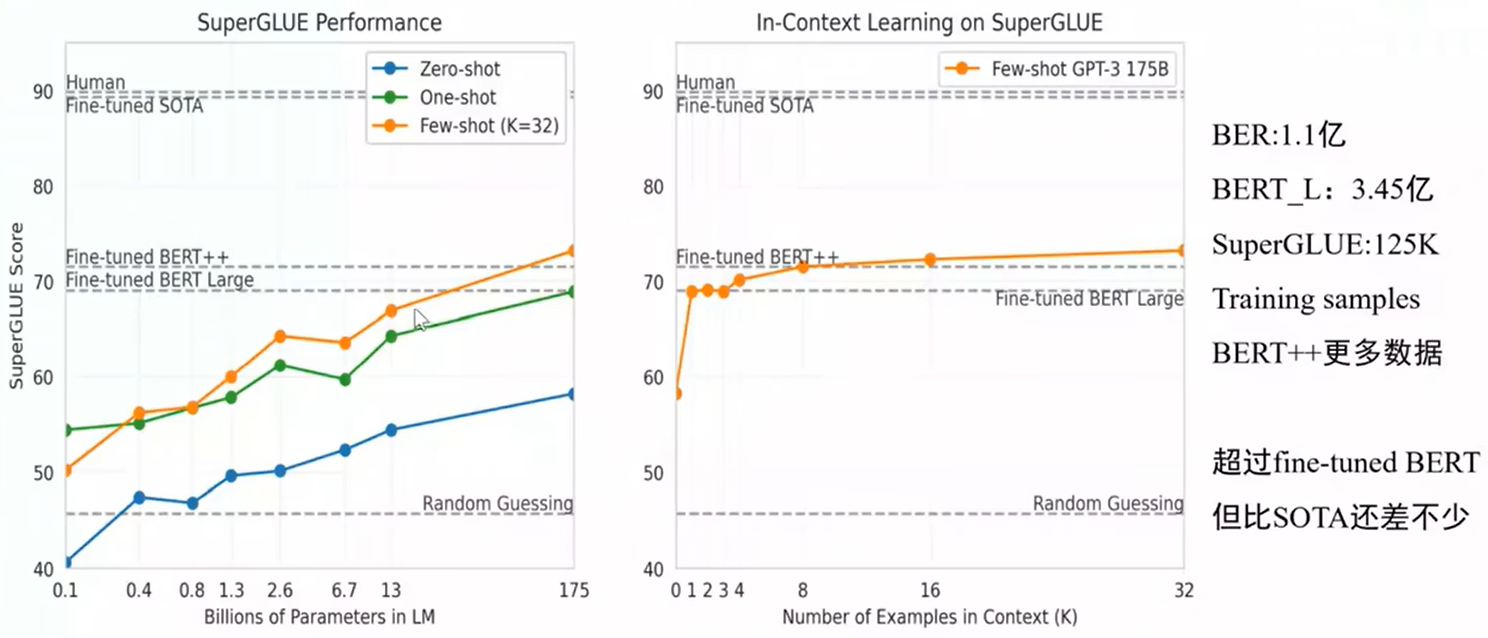 SuperGLUE Performance
Zero-shot
One-shot
Few-shot (K=32)
Human
Fine-tuned SOTA
Fine-tuned BERT++
Fine-tuned BERT Large
Random Guessing
SuperGLUE Score
90
80
70
60
50
40
0.1 0.4 0.8 1.3 2.6 6.7 13 175
Billions of Parameters in LM
In-Context Learning on SuperGLUE
Few-shot GPT-3 175B
Human
Fine-tuned SOTA
Fine-tuned BERT++
Fine-tuned BERT Large
Random Guessing
90
80
70
60
50
40
0 1 2 3 4 8 16 32
Number of Examples in Context (K)
BER:1.1亿
BERT_L：3.45亿
SuperGLUE:125K
Training samples
BERT++更多数据
超过fine-tuned BERT
但比SOTA还差不少